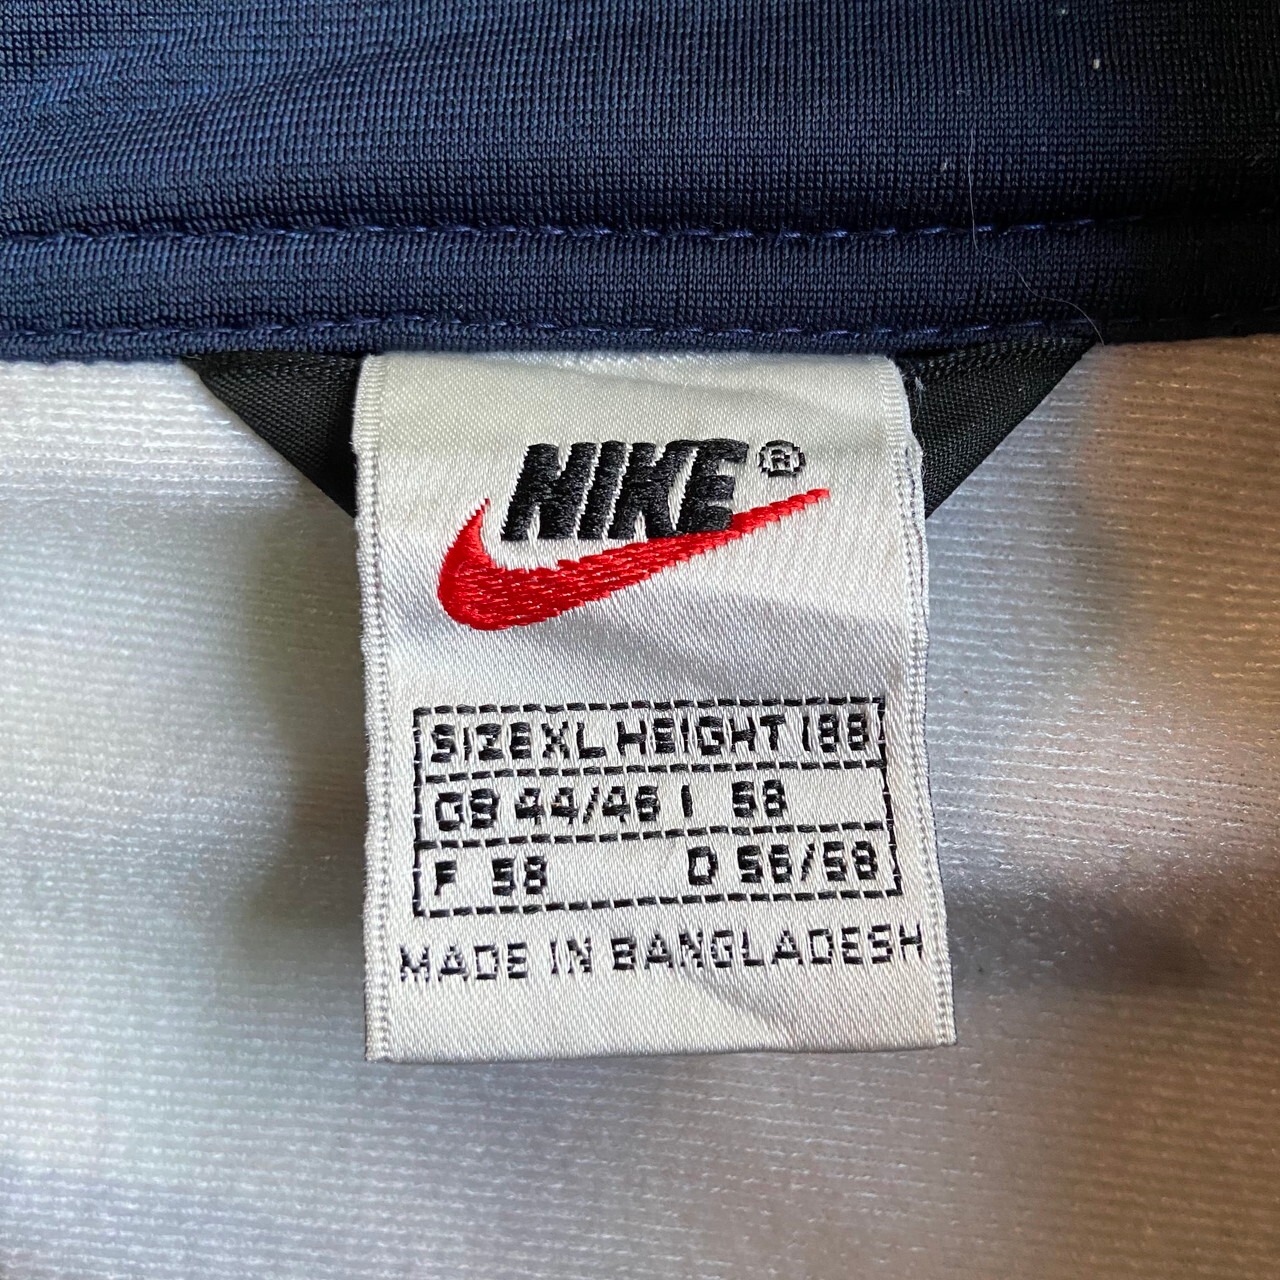 NIKE®
SIZE XL HEIGHT 188
GB 44/46 I 58
F 58 D 56/58
MADE IN BANGLADESH